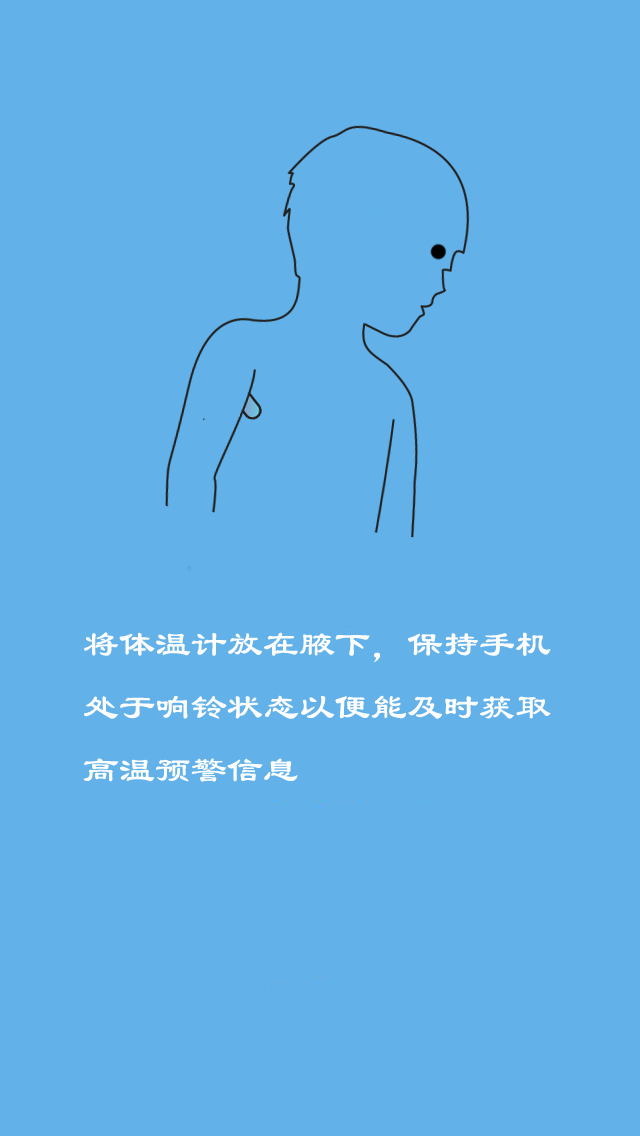 将体温计放在腋下，保持手机
处于响铃状态以便能及时获取
高温预警信息